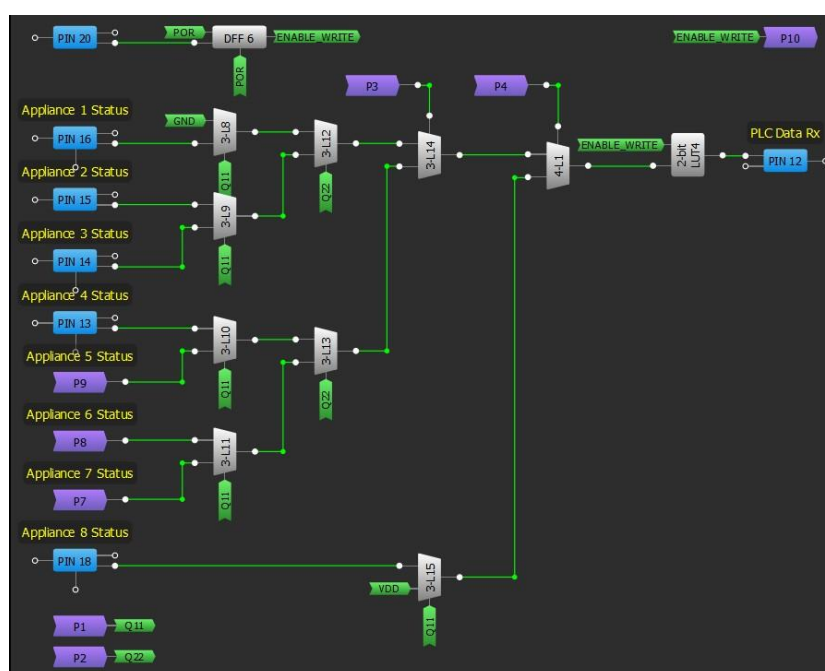 PIN 20
POR
DFF 6
ENABLE_WRITE
POR
ENABLE_WRITE
P10
P3
P4
Appliance 1 Status
GND
PIN 16
3-L8
Q11
3-L12
Q22
3-L14
4-L1
ENABLE_WRITE
2-bit
LUT4
PLC Data Rx
PIN 12
Appliance 2 Status
PIN 15
3-L9
Q11
Appliance 3 Status
PIN 14
Appliance 4 Status
PIN 13
3-L10
Q11
3-L13
Q22
Appliance 5 Status
P9
Appliance 6 Status
P8
3-L11
Q11
Appliance 7 Status
P7
Appliance 8 Status
PIN 18
VDD
3-L15
Q11
P1
Q11
P2
Q22